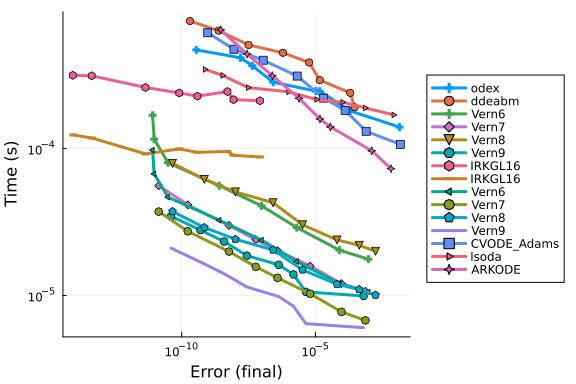 Time (s)
10⁻⁴
10⁻⁵
10⁻¹⁰
10⁻⁵
Error (final)
odex
ddeabm
Vern6
Vern7
Vern8
Vern9
IRKGL16
IRKGL16
Vern6
Vern7
Vern8
Vern9
CVODE_Adams
lsoda
ARKODE